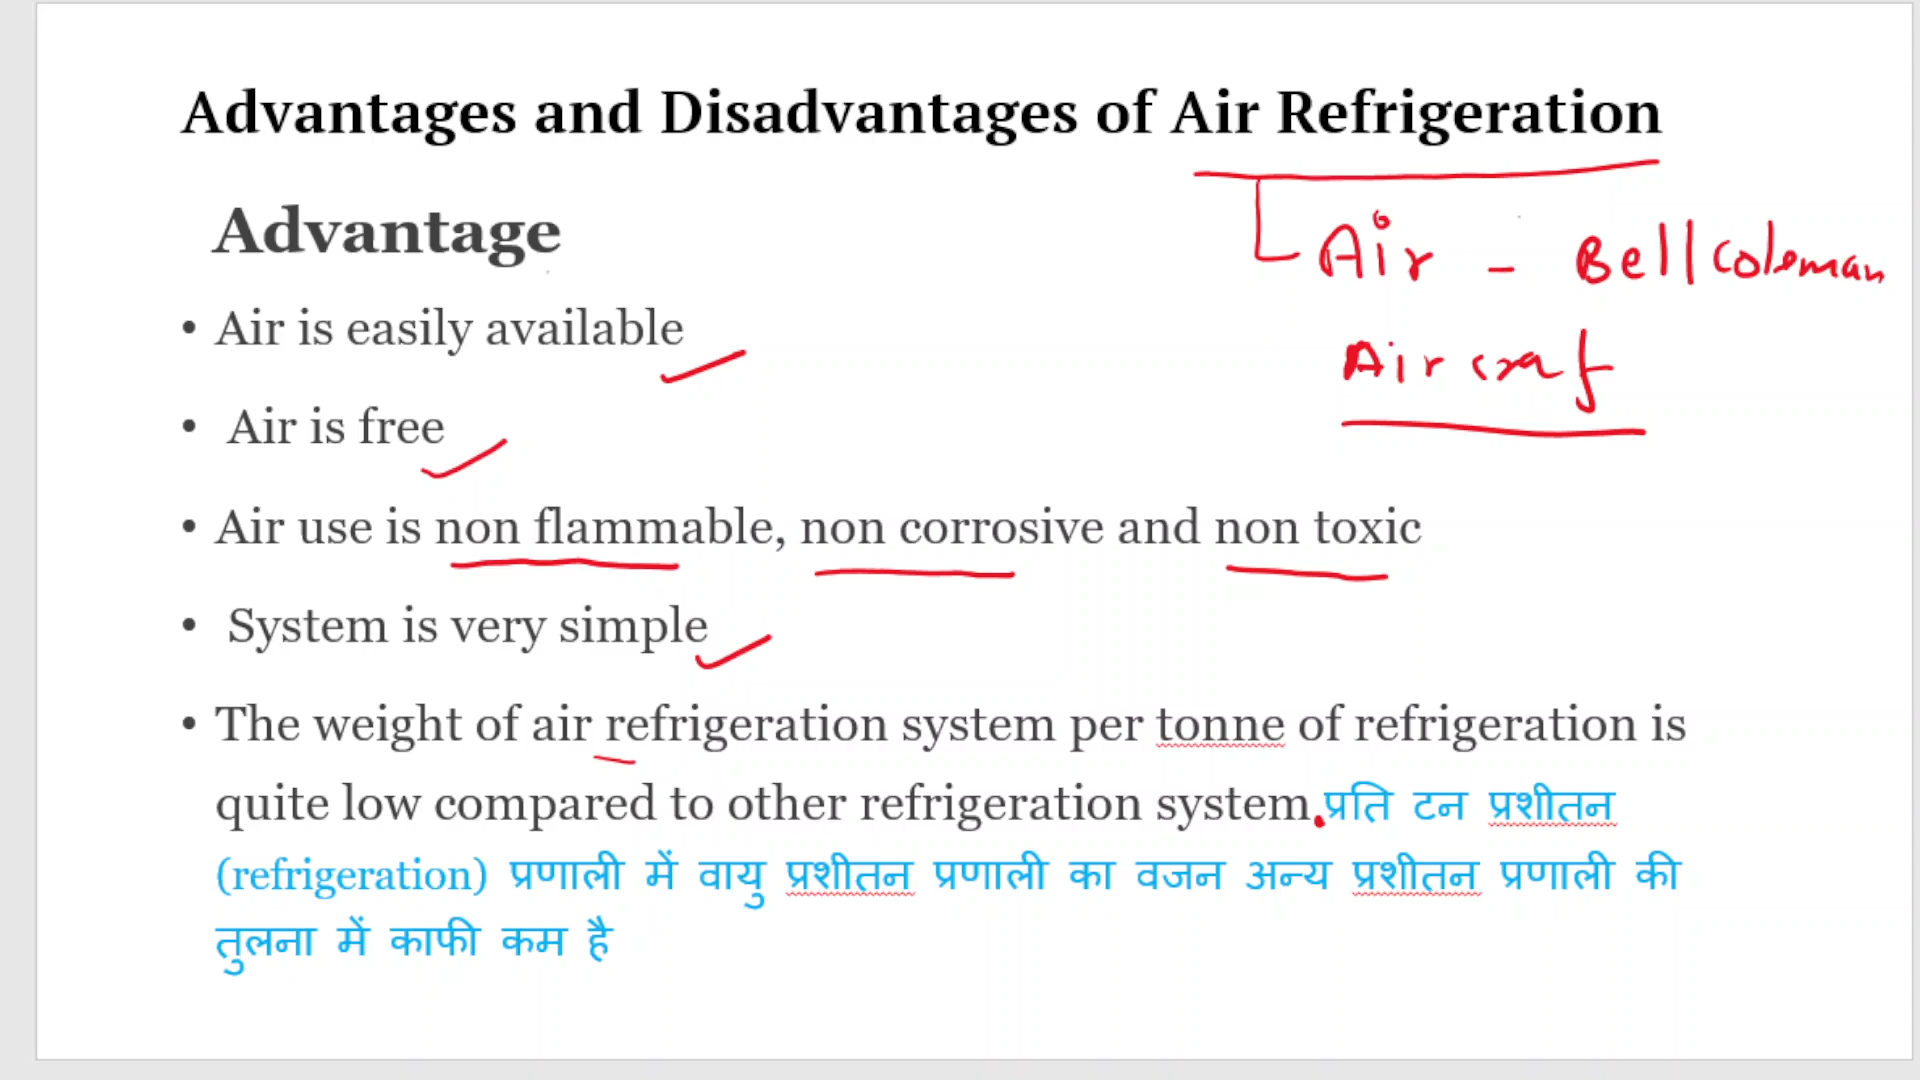 Advantages and Disadvantages of Air Refrigeration
Advantage
Air - Bellcoleman
Aircraf
• Air is easily available
• Air is free
• Air use is non flammable, non corrosive and non toxic
• System is very simple
• The weight of air refrigeration system per tonne of refrigeration is
quite low compared to other refrigeration system.प्रति टन प्रशीतन
(refrigeration) प्रणाली में वायु प्रशीतन प्रणाली का वजन अन्य प्रशीतन प्रणाली की
तुलना में काफी कम है